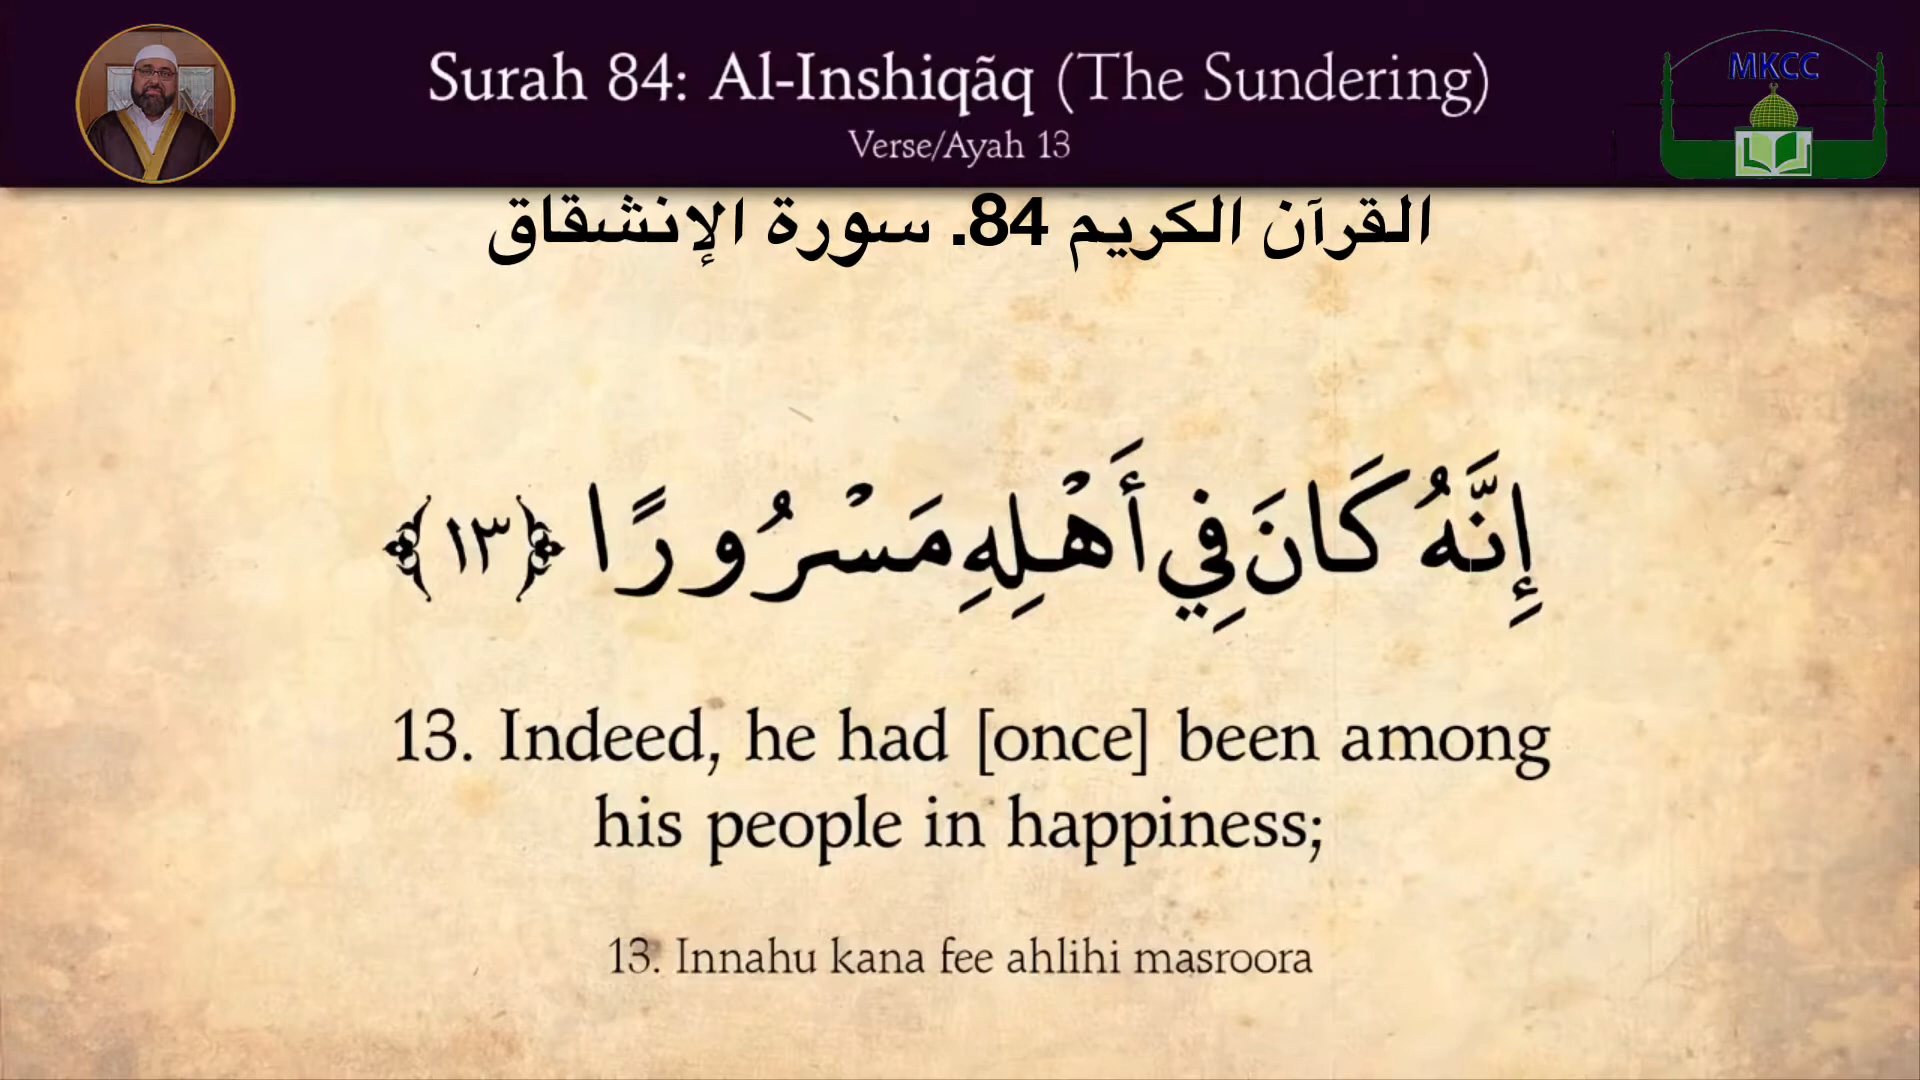 Surah 84: Al-Inshiqãq (The Sundering)
MKCC
Verse/Ayah 13
القرآن الكريم 84. سورة الإنشقاق
إِنَّهُ كَانَ فِي أَهْلِهِ مَسْرُورًا ﴿١٣﴾
13. Indeed, he had [once] been among
his people in happiness;
13. Innahu kana fee ahlihi masroora